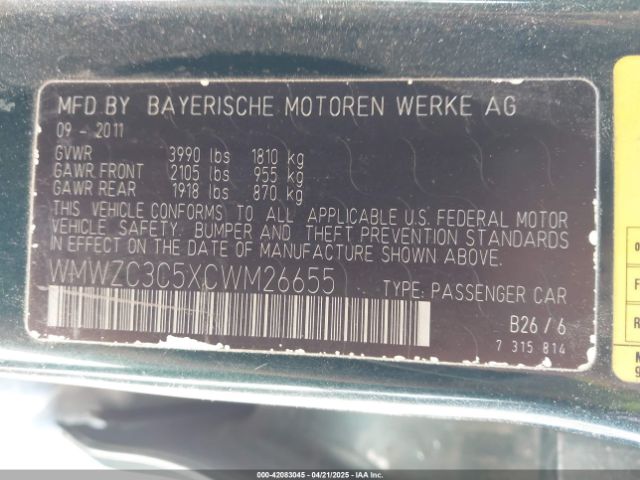 MFD BY BAYERISCHE MOTOREN WERKE AG
09 - 2011
GVWR 3990 lbs 1810 kg
GAWR FRONT 2105 lbs 955 kg
GAWR REAR 1918 lbs 870 kg
THIS VEHICLE CONFORMS TO ALL APPLICABLE U.S. FEDERAL MOTOR
VEHICLE SAFETY, BUMPER AND THEFT PREVENTION STANDARDS
IN EFFECT ON THE DATE OF MANUFACTURE SHOWN ABOVE.
WMWZC3C5XCWM26655
TYPE: PASSENGER CAR
B26 / 6
7 315 814
000-42083045 - 04/21/2025 - IAAI.COM